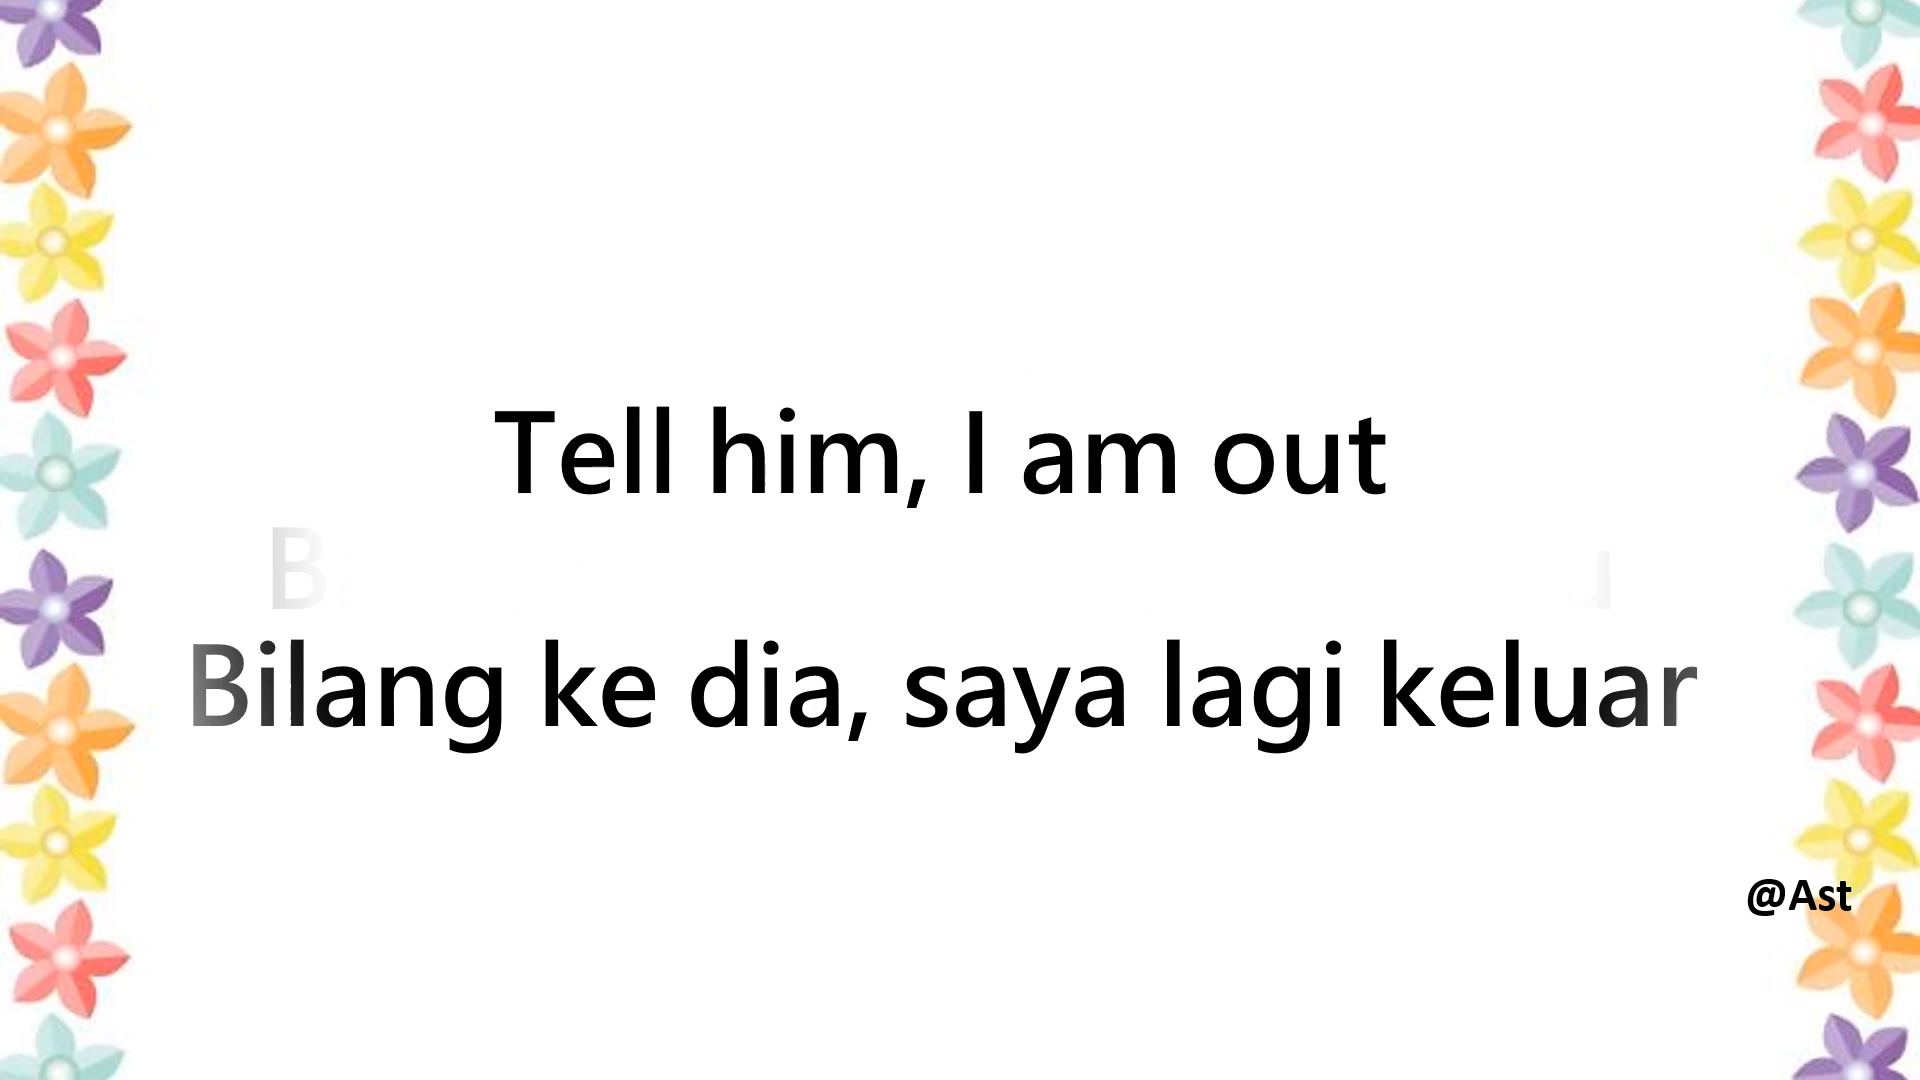 Tell him, I am out
Bilang ke dia, saya lagi keluar
@Ast